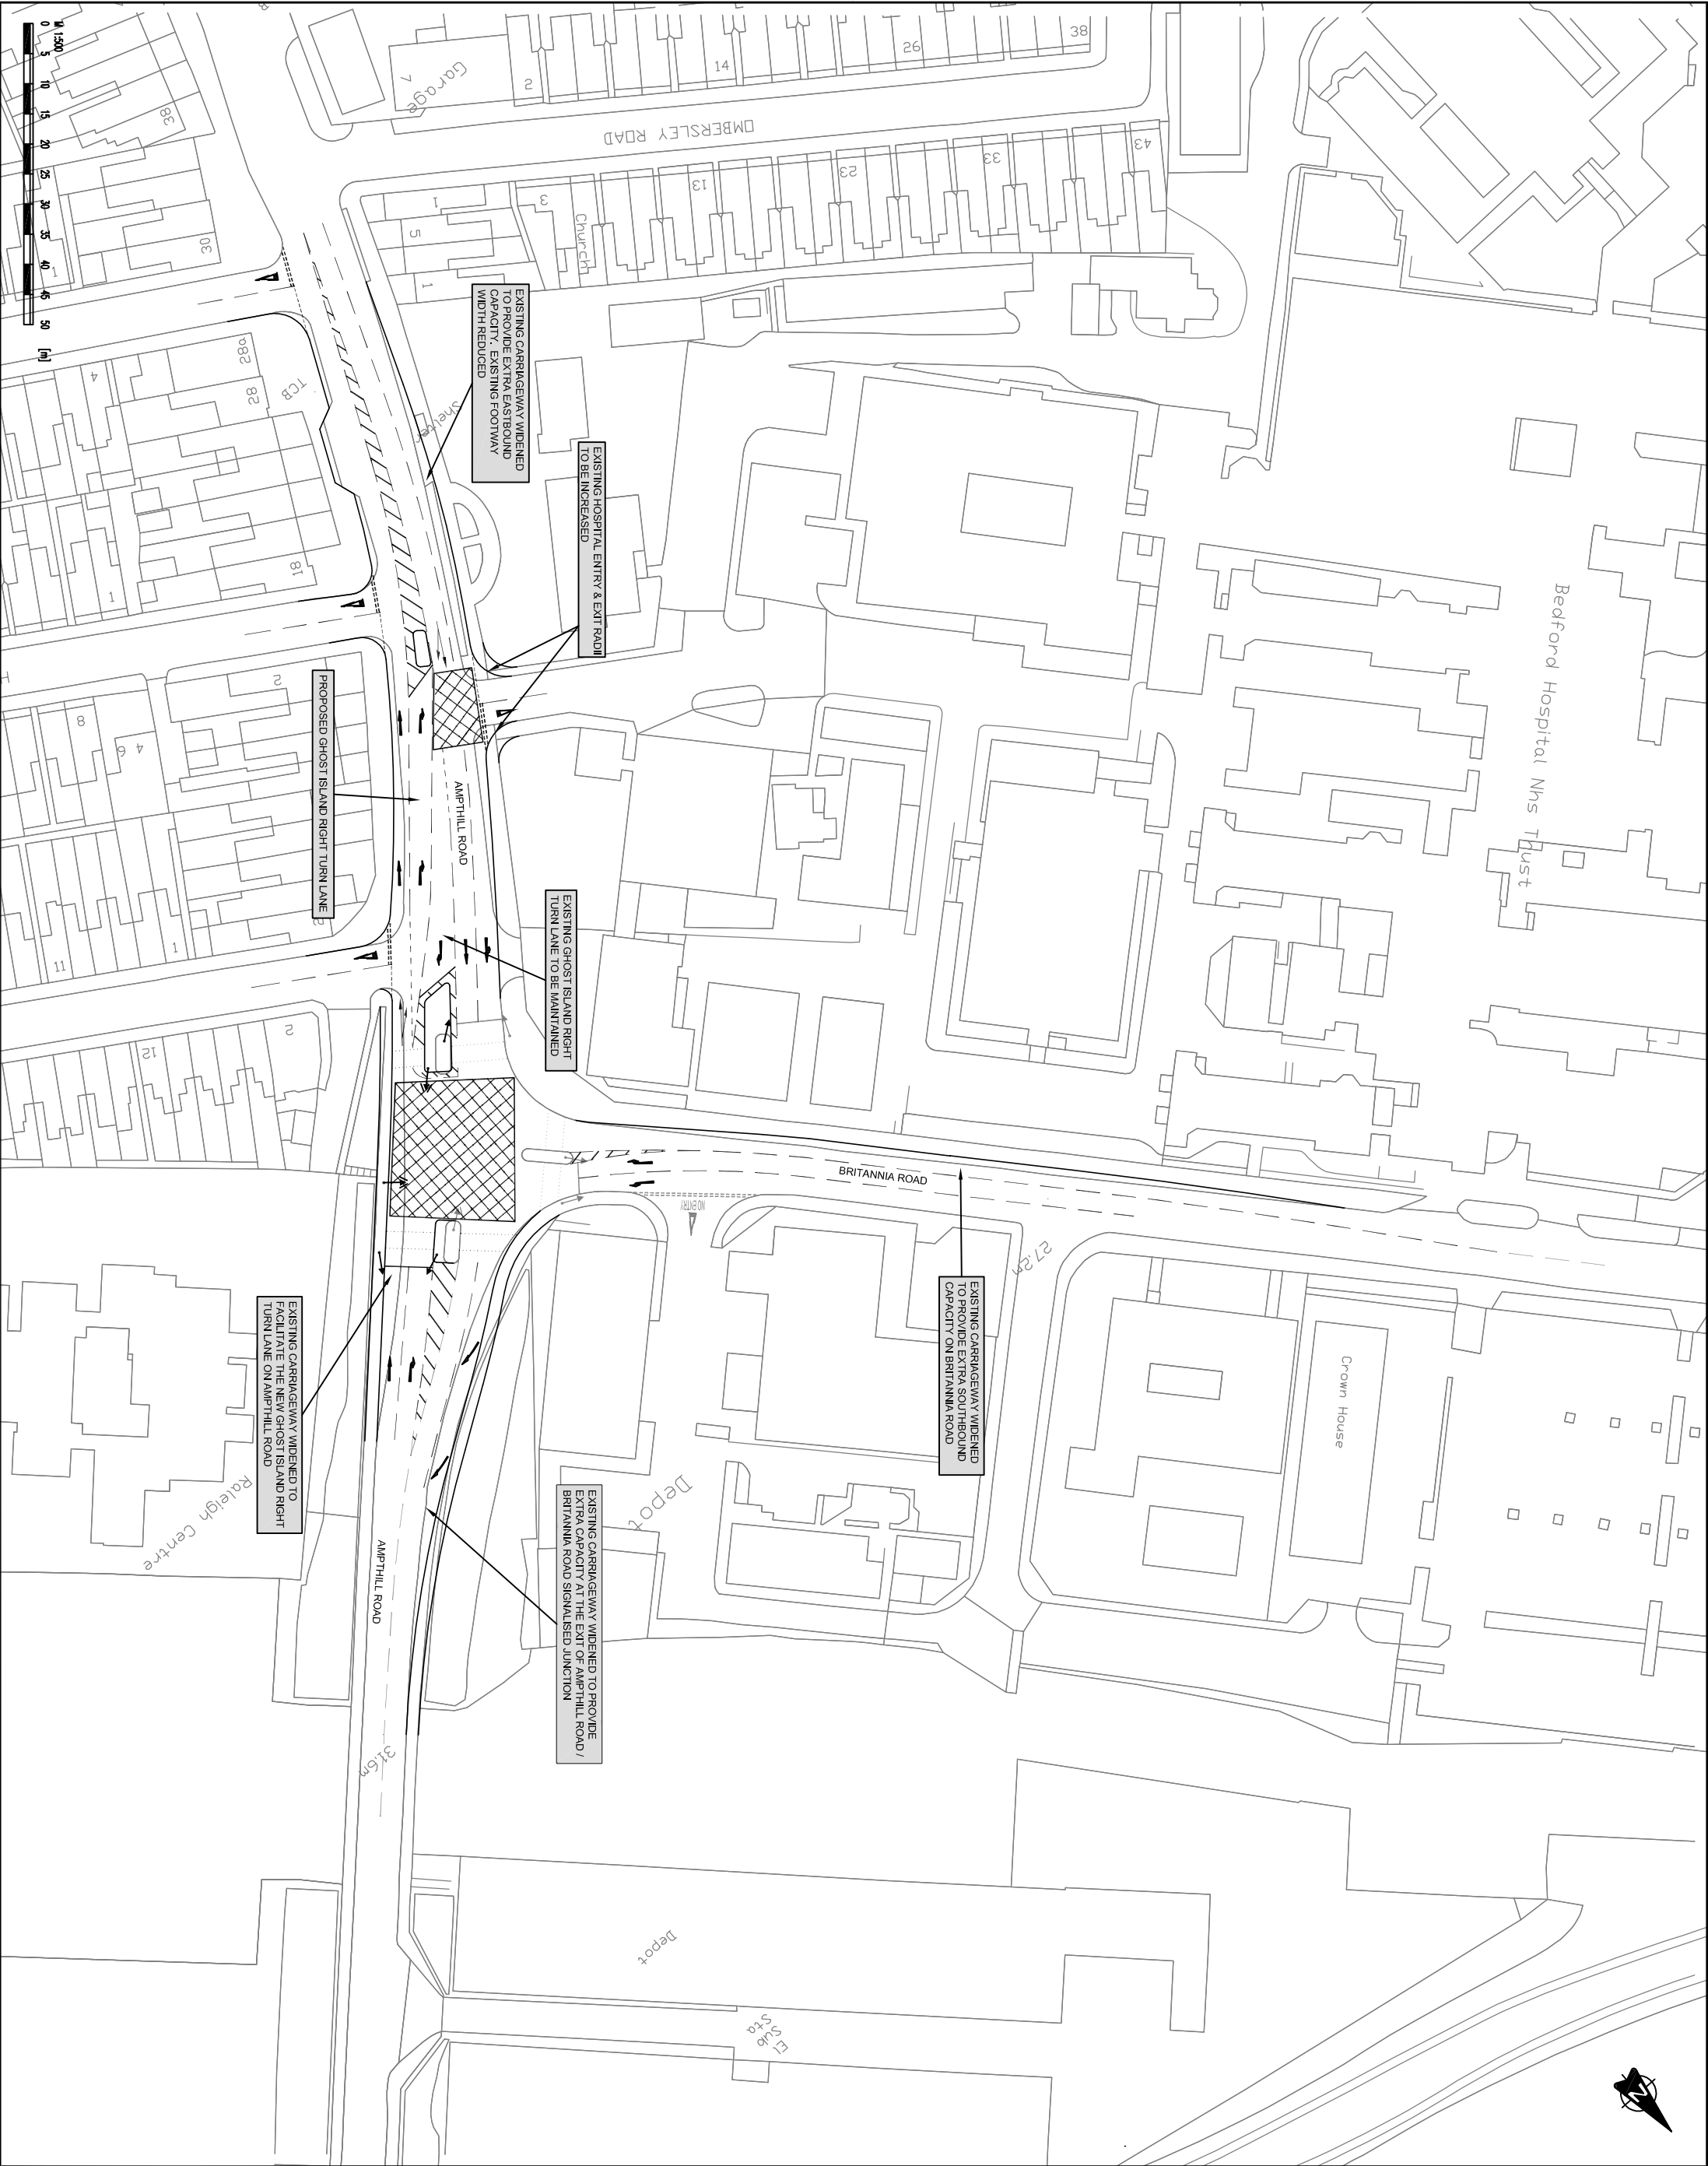 EXISTING CARRIAGEWAY WIDENED
TO PROVIDE EXTRA EASTBOUND
CAPACITY. EXISTING FOOTWAY
WIDTH REDUCED
EXISTING HOSPITAL ENTRY & EXIT RADII
TO BE INCREASED
PROPOSED GHOST ISLAND RIGHT TURN LANE
EXISTING GHOST ISLAND RIGHT
TURN LANE TO BE MAINTAINED
EXISTING CARRIAGEWAY WIDENED
TO PROVIDE EXTRA SOUTHBOUND
CAPACITY ON BRITANNIA ROAD
EXISTING CARRIAGEWAY WIDENED TO
FACILITATE THE NEW GHOST ISLAND RIGHT
TURN LANE ON AMPTHILL ROAD
EXISTING CARRIAGEWAY WIDENED TO PROVIDE
EXTRA CAPACITY AT THE EXIT OF AMPTHILL ROAD /
BRITANNIA ROAD SIGNALISED JUNCTION
AMPTHILL ROAD
AMPTHILL ROAD
BRITANNIA ROAD
OMBERSLEY ROAD
Bedford Hospital Nhs Thust
Crown House
Raleigh Centre
Depot
Depot
El
Sub
Sta
Garage
Church
Shelter
TCB
NO ENTRY
27.2m
31.6m
38
26
14
2
7
43
33
23
13
3
1
5
1
38
30
1
28a
28
4
18
1
2
8
6
4
11
1
2
12
M 1:500
0
5
10
15
20
25
30
35
40
45
50
[m]
N